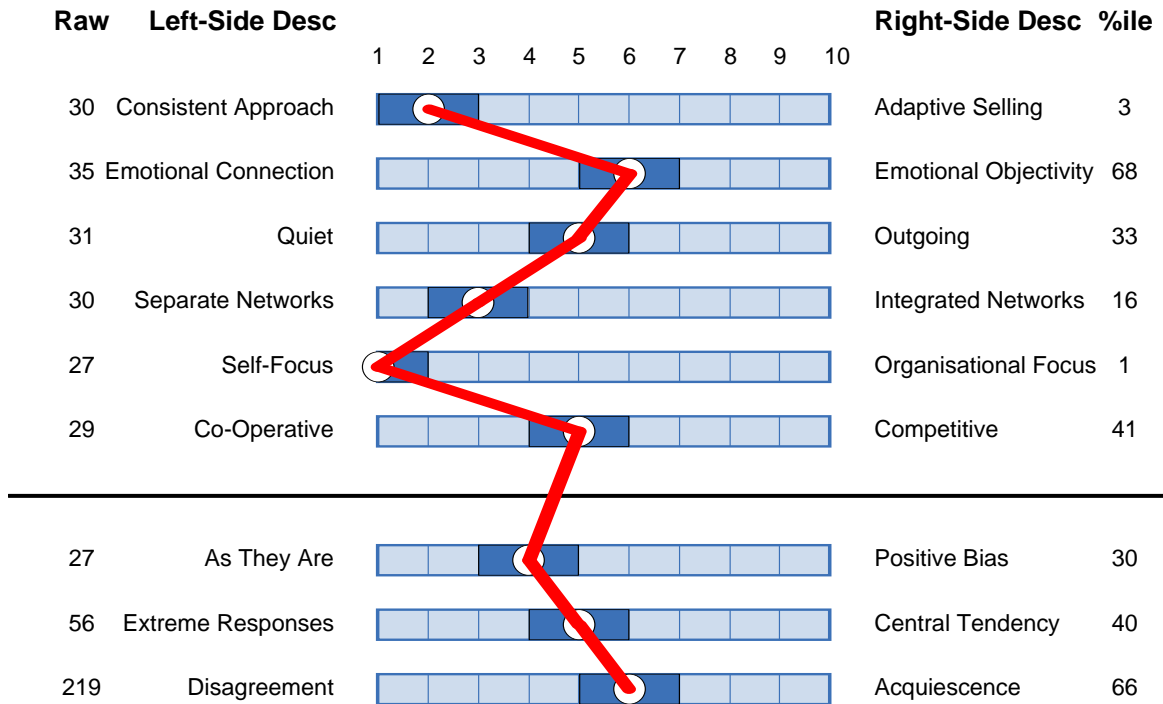 Raw Left-Side Desc Right-Side Desc %ile
1 2 3 4 5 6 7 8 9 10
30 Consistent Approach Adaptive Selling 3
35 Emotional Connection Emotional Objectivity 68
31 Quiet Outgoing 33
30 Separate Networks Integrated Networks 16
27 Self-Focus Organisational Focus 1
29 Co-Operative Competitive 41
27 As They Are Positive Bias 30
56 Extreme Responses Central Tendency 40
219 Disagreement Acquiescence 66